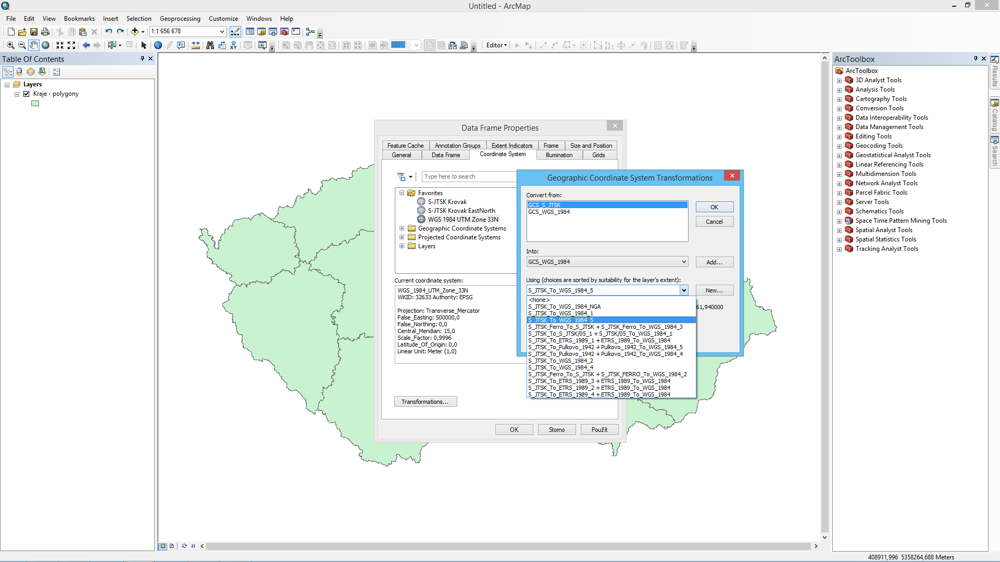 Untitled - ArcMap
File Edit View Bookmarks Insert Selection Geoprocessing Customize Windows Help
1:1 656 678
100%
Editor
Table Of Contents
Layers
Kraje - polygony
Data Frame Properties
Feature Cache Annotation Groups Extent Indicators Frame Size and Position
General Data Frame Coordinate System Illumination Grids
Type here to search
Favorites
S-JTSK Krovak
S-JTSK Krovak EastNorth
WGS 1984 UTM Zone 33N
Geographic Coordinate Systems
Projected Coordinate Systems
Layers
Current coordinate system:
WGS_1984_UTM_Zone_33N
WKID: 32633 Authority: EPSG
Projection: Transverse_Mercator
False_Easting: 500000,0
False_Northing: 0,0
Central_Meridian: 15,0
Scale_Factor: 0,9996
Latitude_Of_Origin: 0,0
Linear Unit: Meter (1,0)
Transformations...
OK Storno Použít
Geographic Coordinate System Transformations
Convert from:
GCS_S_JTSK
GCS_WGS_1984
OK
Cancel
Into:
GCS_WGS_1984
Add...
Using (choices are sorted by suitability for the layer's extent):
S_JTSK_To_WGS_1984_5
New...
61,940000
<None>
S_JTSK_To_WGS_1984_NGA
S_JTSK_To_WGS_1984_1
S_JTSK_To_WGS_1984_5
S_JTSK_Ferro_To_S_JTSK + S_JTSK_Ferro_To_WGS_1984_3
S_JTSK_To_S_JTSK/05_1 + S_JTSK/05_To_WGS_1984_1
S_JTSK_To_ETRS_1989_1 + ETRS_1989_To_WGS_1984
S_JTSK_To_Pulkovo_1942 + Pulkovo_1942_To_WGS_1984_5
S_JTSK_To_Pulkovo_1942 + Pulkovo_1942_To_WGS_1984_4
S_JTSK_To_WGS_1984_2
S_JTSK_To_WGS_1984_4
S_JTSK_Ferro_To_S_JTSK + S_JTSK_FERRO_To_WGS_1984_2
S_JTSK_To_ETRS_1989_3 + ETRS_1989_To_WGS_1984
S_JTSK_To_ETRS_1989_2 + ETRS_1989_To_WGS_1984
S_JTSK_To_ETRS_1989_4 + ETRS_1989_To_WGS_1984
ArcToolbox
ArcToolbox
3D Analyst Tools
Analysis Tools
Cartography Tools
Conversion Tools
Data Interoperability Tools
Data Management Tools
Editing Tools
Geocoding Tools
Geostatistical Analyst Tools
Linear Referencing Tools
Multidimension Tools
Network Analyst Tools
Parcel Fabric Tools
Server Tools
Schematics Tools
Space Time Pattern Mining Tools
Spatial Analyst Tools
Spatial Statistics Tools
Tracking Analyst Tools
Results
Catalog
Search
408911,996 5358264,688 Meters